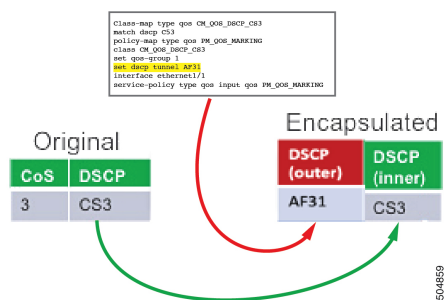 Class-map type qos CM_QOS_DSCP_CS3
match dscp C53
policy-map type qos PM_QOS_MARKING
class CM_QOS_DSCP_CS3
set qos-group 1
set dscp tunnel AF31
interface ethernet1/1
service-policy type qos input qos PM_QOS_MARKING
Original
Encapsulated
CoS DSCP
3 CS3
DSCP (outer)
DSCP (inner)
AF31 CS3
504859